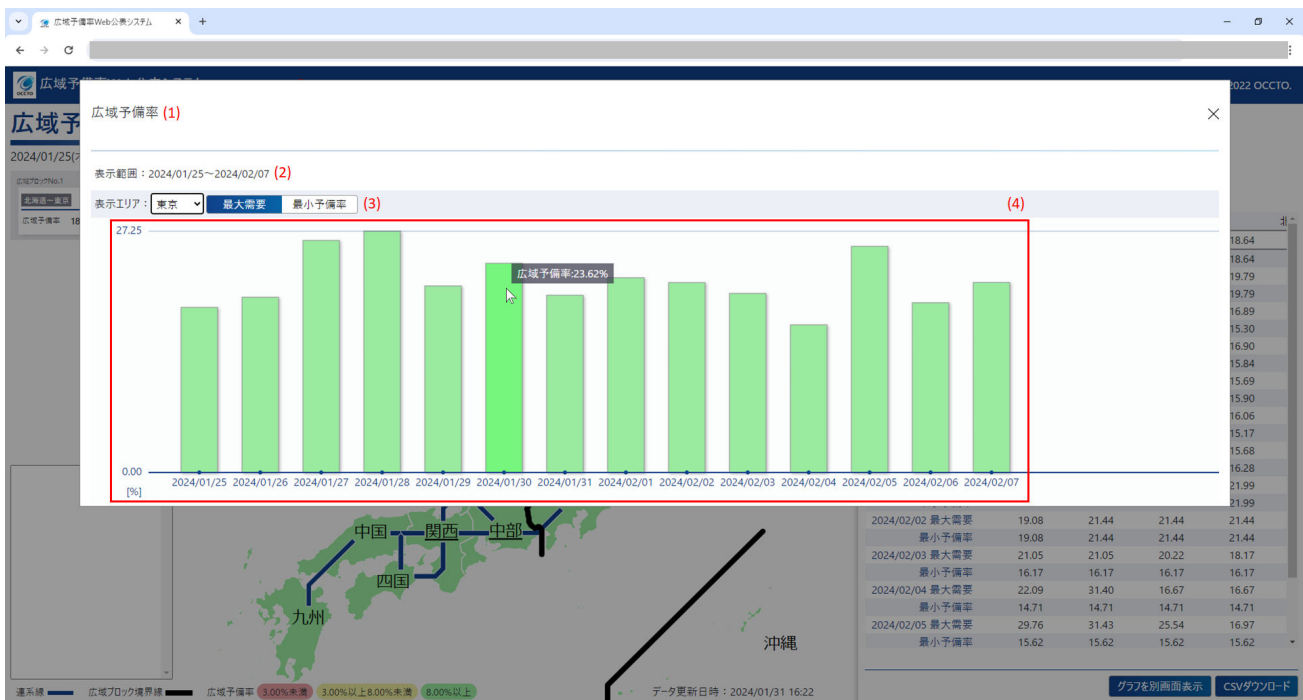 広域予備率Web公表システム
広域予
2022 OCCTO.
OCCTO
広域予備率 (1)
広域予
2024/01/25(
表示範囲：2024/01/25～2024/02/07 (2)
広域ブロックNo.1
北海道～東京
広域予備率 18
表示エリア： 東京 最大需要 最小予備率 (3) (4)
27.25
広域予備率:23.62%
0.00
[%]
2024/01/25 2024/01/26 2024/01/27 2024/01/28 2024/01/29 2024/01/30 2024/01/31 2024/02/01 2024/02/02 2024/02/03 2024/02/04 2024/02/05 2024/02/06 2024/02/07
18.64
18.64
19.79
19.79
16.89
15.30
16.90
15.84
15.69
15.90
16.06
15.17
15.68
16.28
21.99
21.99
2024/02/02 最大需要 19.08 21.44 21.44 21.44
最小予備率 19.08 21.44 21.44 21.44
2024/02/03 最大需要 21.05 21.05 20.22 18.17
最小予備率 16.17 16.17 16.17 16.17
2024/02/04 最大需要 22.09 31.40 16.67 16.67
最小予備率 14.71 14.71 14.71 14.71
2024/02/05 最大需要 29.76 31.43 25.54 16.97
最小予備率 15.62 15.62 15.62 15.62
中国 関西 中部
四国
九州
沖縄
連系線 広域ブロック境界線 広域予備率 3.00%未満 3.00%以上8.00%未満 8.00%以上
データ更新日時：2024/01/31 16:22
グラフを別画面表示 CSVダウンロード